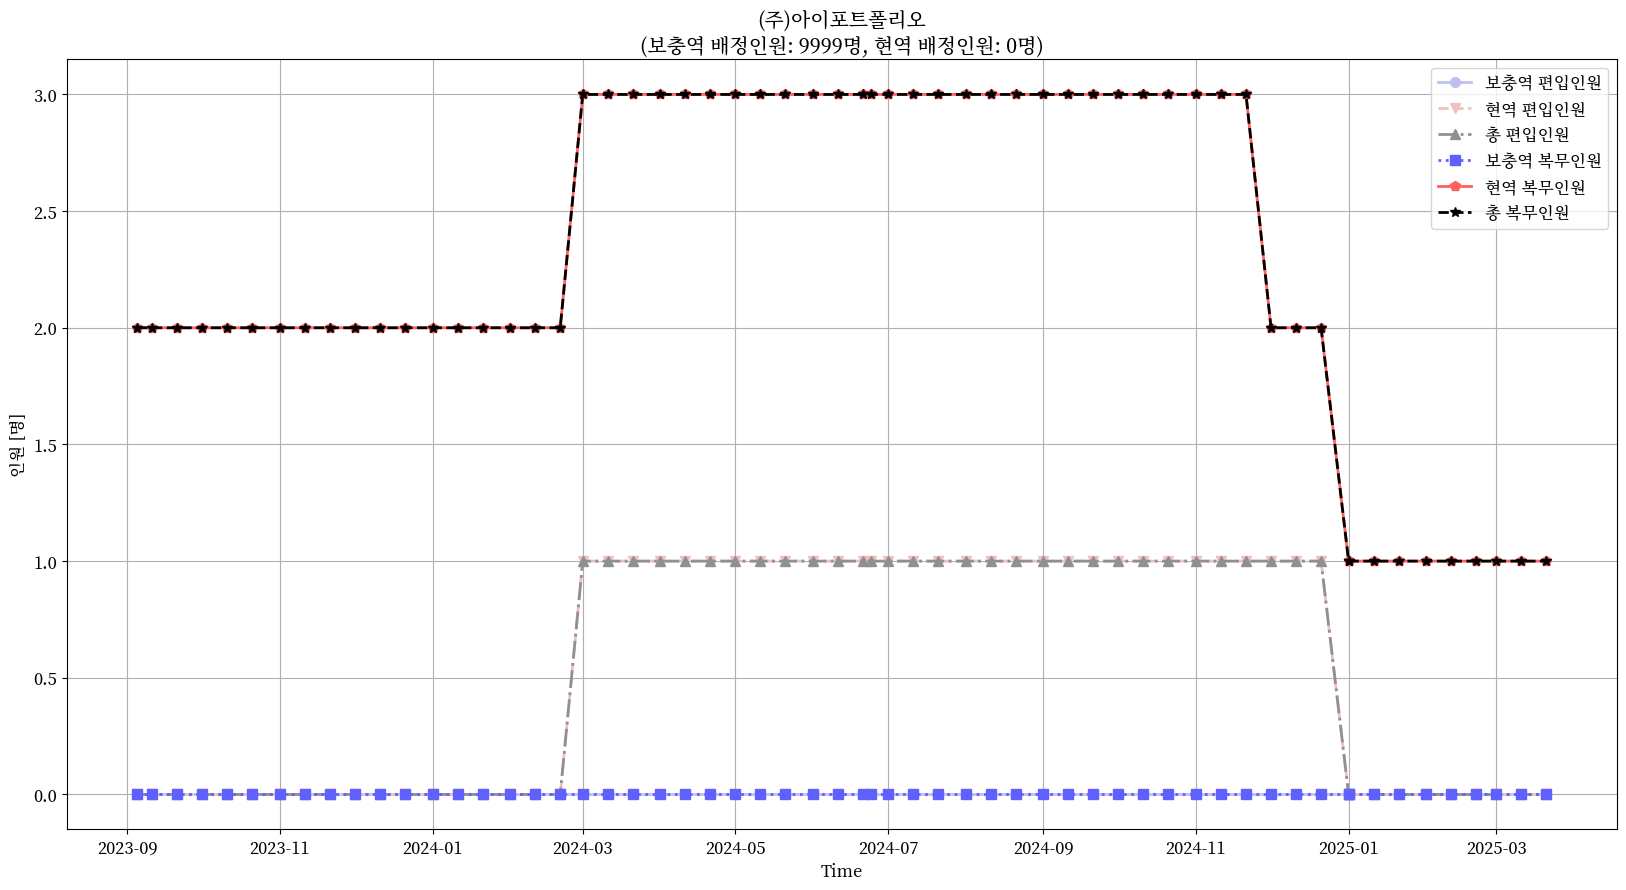 (주)아이포트폴리오
(보충역 배정인원: 9999명, 현역 배정인원: 0명)
보충역 편입인원
현역 편입인원
총 편입인원
보충역 복무인원
현역 복무인원
총 복무인원
인원 [명]
3.0
2.5
2.0
1.5
1.0
0.5
0.0
2023-09 2023-11 2024-01 2024-03 2024-05 2024-07 2024-09 2024-11 2025-01 2025-03
Time